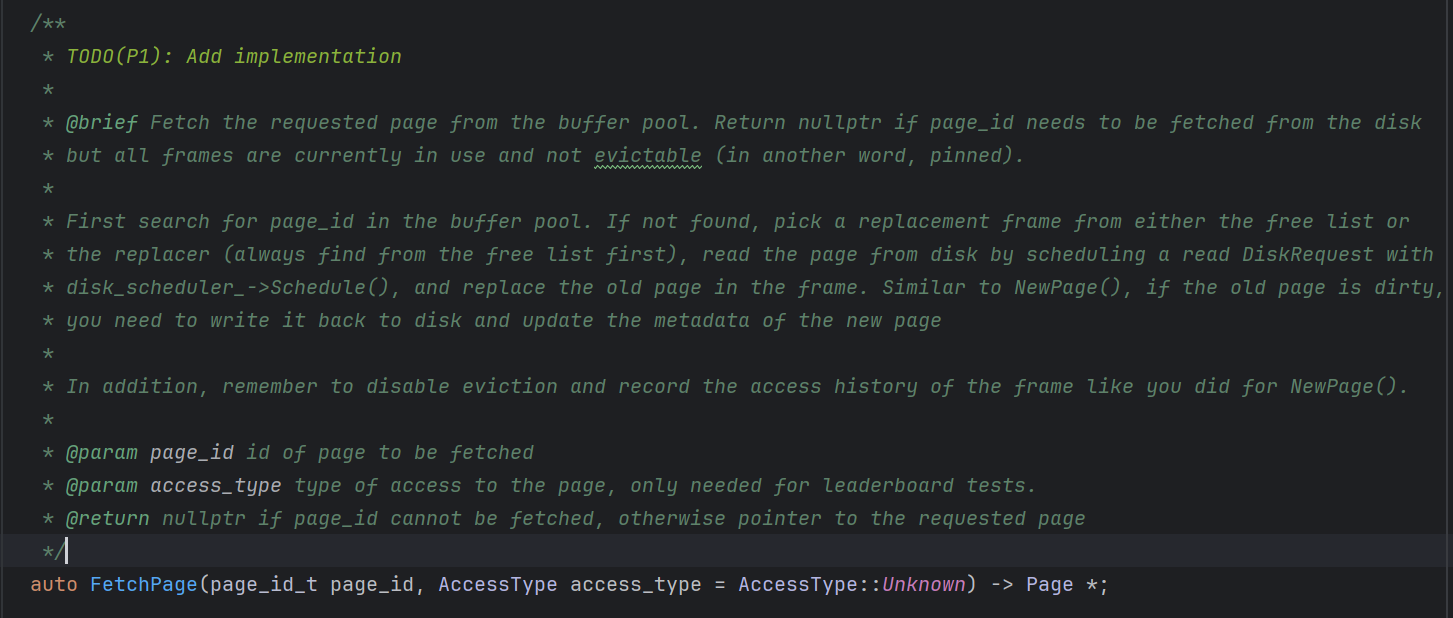 /**
* TODO(P1): Add implementation
*
* @brief Fetch the requested page from the buffer pool. Return nullptr if page_id needs to be fetched from the disk
* but all frames are currently in use and not evictable (in another word, pinned).
*
* First search for page_id in the buffer pool. If not found, pick a replacement frame from either the free list or
* the replacer (always find from the free list first), read the page from disk by scheduling a read DiskRequest with
* disk_scheduler_->Schedule(), and replace the old page in the frame. Similar to NewPage(), if the old page is dirty,
* you need to write it back to disk and update the metadata of the new page
*
* In addition, remember to disable eviction and record the access history of the frame like you did for NewPage().
*
* @param page_id id of page to be fetched
* @param access_type type of access to the page, only needed for leaderboard tests.
* @return nullptr if page_id cannot be fetched, otherwise pointer to the requested page
*/
auto FetchPage(page_id_t page_id, AccessType access_type = AccessType::Unknown) -> Page *;